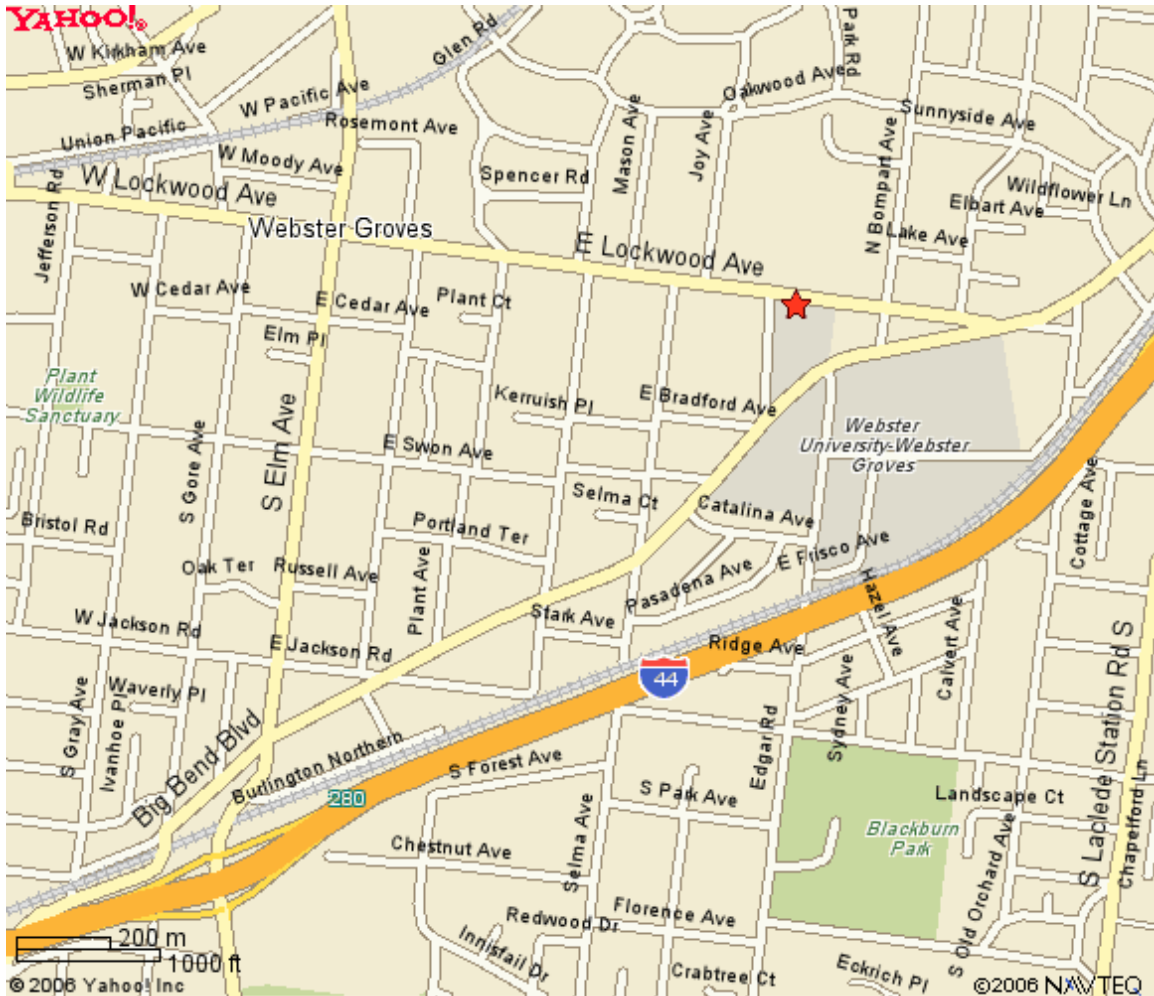 YAHOO!®
W Kirkham Ave
Sherman Pl
Glen Rd
Park Rd
Oakwood Ave
W Pacific Ave
Union Pacific
Rosemont Ave
Mason Ave
Joy Ave
Sunnyside Ave
W Moody Ave
W Lockwood Ave
Spencer Rd
N Bompart Ave
Wildflower Ln
Elbart Ave
Jefferson Rd
Webster Groves
E Lockwood Ave
Lake Ave
W Cedar Ave
E Cedar Ave
Plant Ct
Elm Pl
Plant
Wildlife
Sanctuary
Kerruish Pl
E Bradford Ave
Webster
University-Webster
Groves
S Gore Ave
S Elm Ave
E Swon Ave
Selma Ct
Catalina Ave
Cottage Ave
Bristol Rd
Portland Ter
E Frisco Ave
Oak Ter
Russell Ave
Plant Ave
Pasadena Ave
Hazel Ave
Stark Ave
W Jackson Rd
E Jackson Rd
Ridge Ave
Calvert Ave
44
Sydney Ave
S Laclede Station Rd S
Waverly Pl
S Gray Ave
Ivanhoe Pl
Big Bend Blvd
Burlington Northern
Edgar Rd
S Forest Ave
280
S Park Ave
Landscape Ct
Chapelford Ln
Blackburn
Park
Chestnut Ave
Selma Ave
S Old Orchard Ave
Florence Ave
Redwood Dr
Innisfail Dr
Crabtree Ct
Eckrich Pl
200 m
1000 ft
©2006 Yahoo! Inc
©2006 NAVTEQ